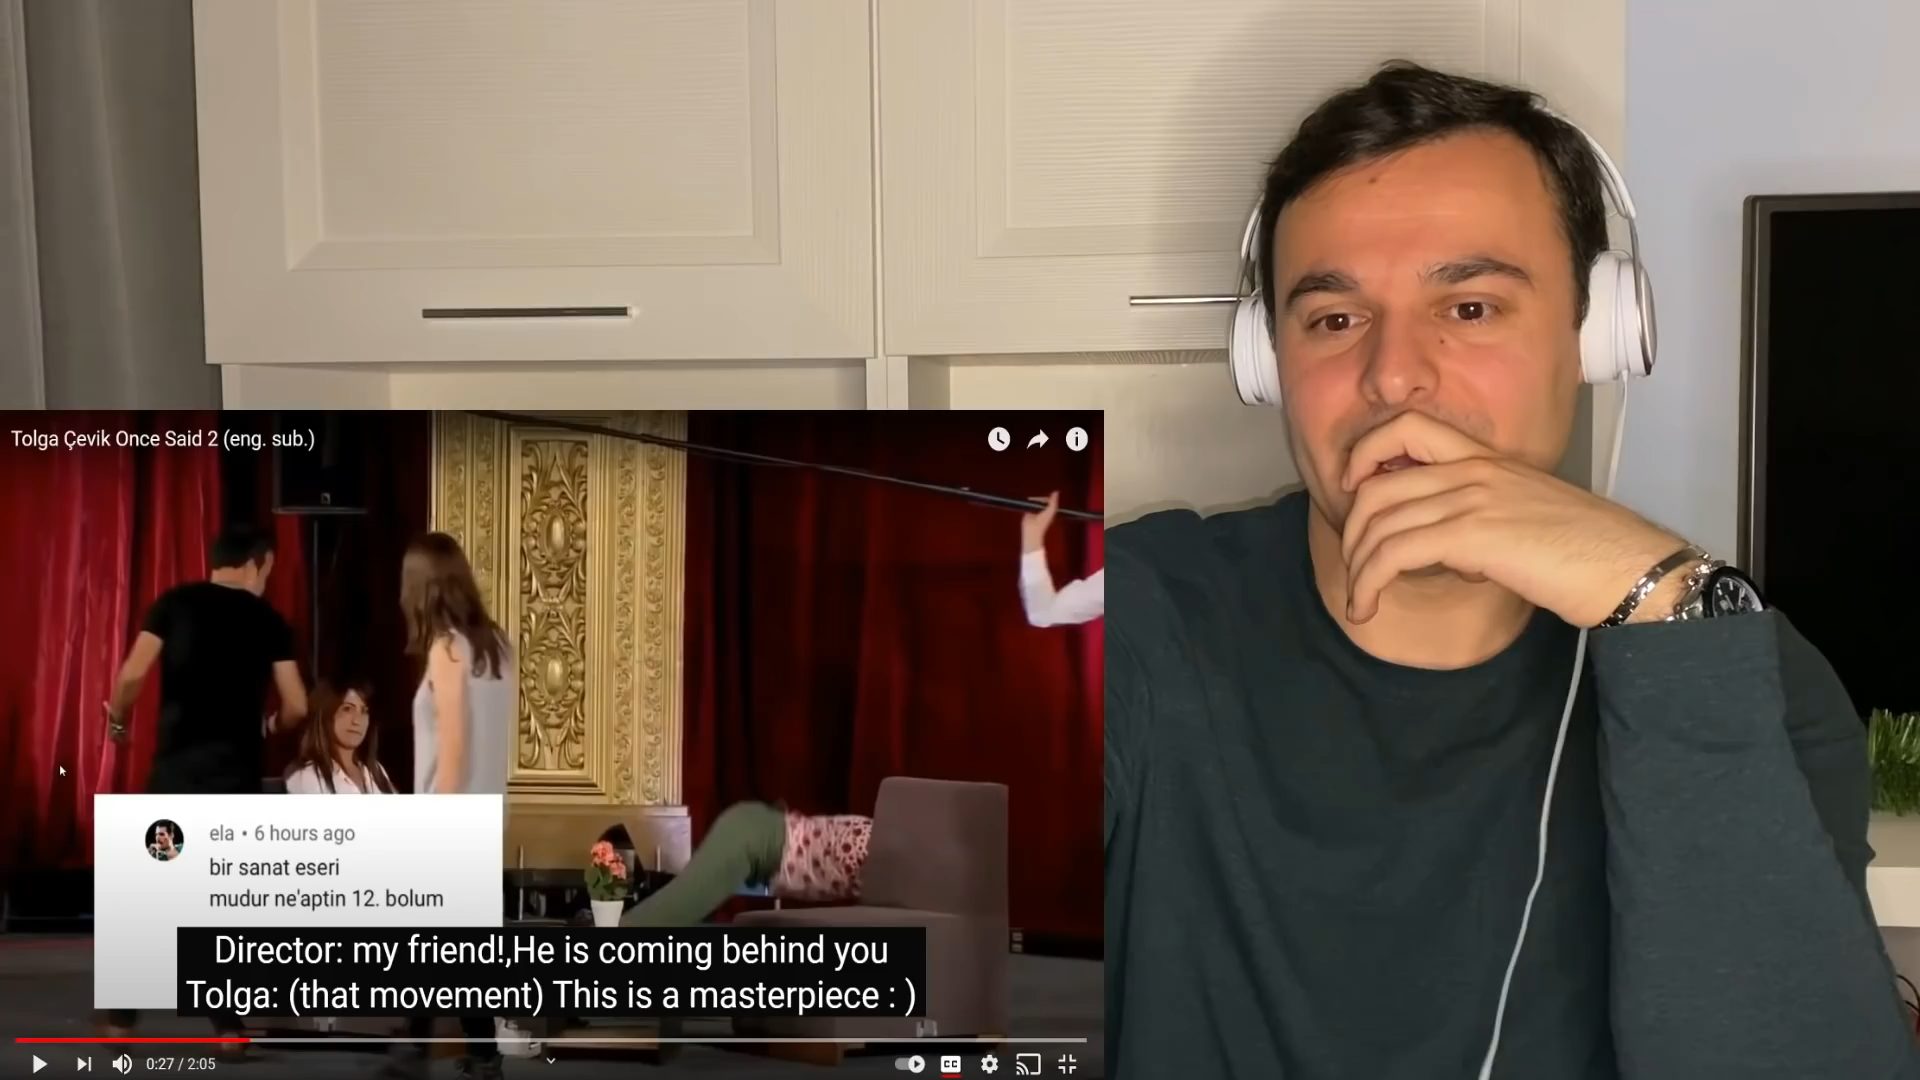 Tolga Çevik Once Said 2 (eng. sub.)
ela • 6 hours ago
bir sanat eseri
mudur ne'aptin 12. bolum
Director: my friend!,He is coming behind you
Tolga: (that movement) This is a masterpiece : )
0:27 / 2:05
CC